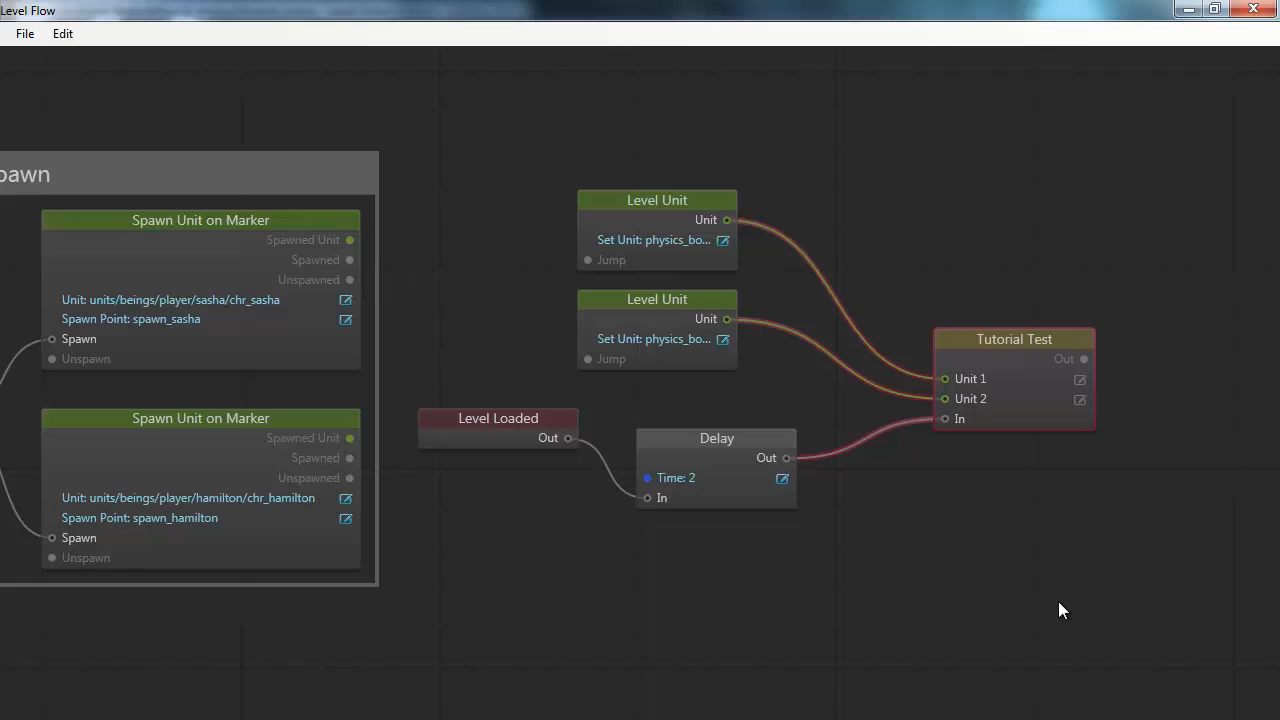 Level Flow
File Edit
pawn
Spawn Unit on Marker
Spawned Unit
Spawned
Unspawned
Unit: units/beings/player/sasha/chr_sasha
Spawn Point: spawn_sasha
Spawn
Unspawn
Spawn Unit on Marker
Spawned Unit
Spawned
Unspawned
Unit: units/beings/player/hamilton/chr_hamilton
Spawn Point: spawn_hamilton
Spawn
Unspawn
Level Unit
Unit
Set Unit: physics_bo...
Jump
Level Unit
Unit
Set Unit: physics_bo...
Jump
Level Loaded
Out
Delay
Out
Time: 2
In
Tutorial Test
Out
Unit 1
Unit 2
In